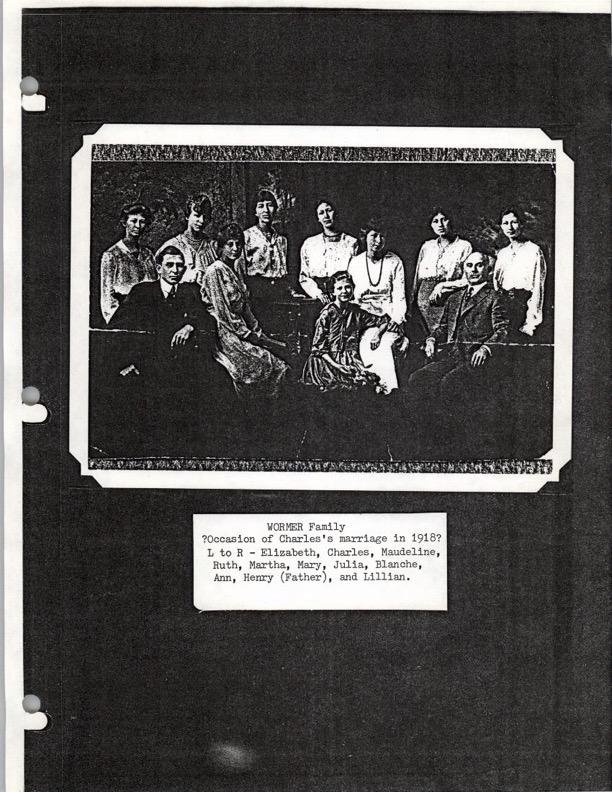 WORMER Family
?Occasion of Charles's marriage in 1918?
L to R - Elizabeth, Charles, Maudeline,
Ruth, Martha, Mary, Julia, Blanche,
Ann, Henry (Father), and Lillian.